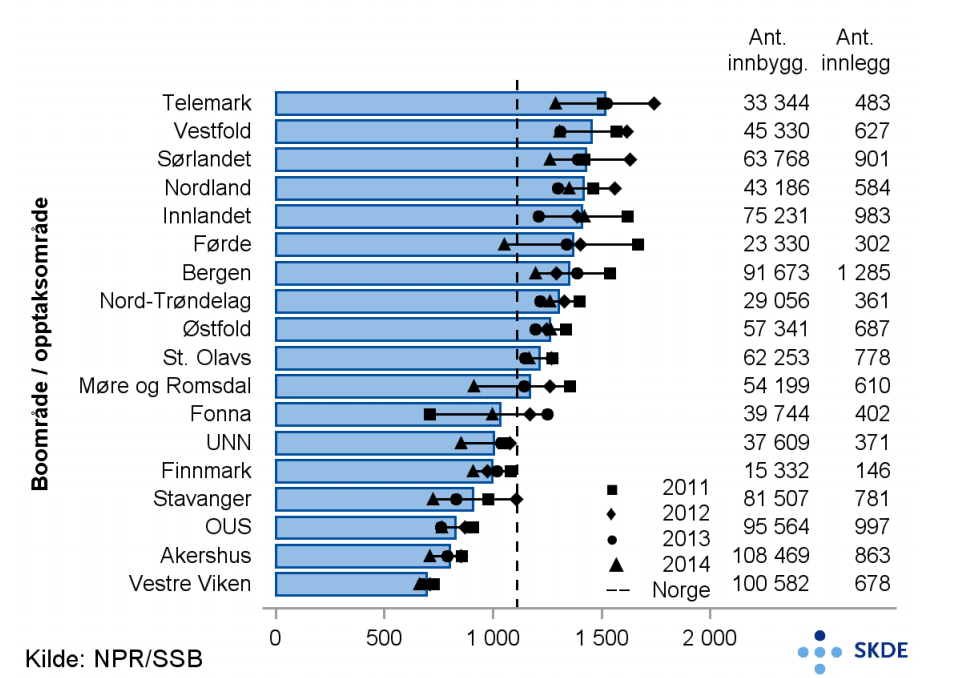 Ant. Ant.
innbygg. innlegg
Boområde / opptaksområde
Telemark 33 344 483
Vestfold 45 330 627
Sørlandet 63 768 901
Nordland 43 186 584
Innlandet 75 231 983
Førde 23 330 302
Bergen 91 673 1 285
Nord-Trøndelag 29 056 361
Østfold 57 341 687
St. Olavs 62 253 778
Møre og Romsdal 54 199 610
Fonna 39 744 402
UNN 37 609 371
Finnmark 15 332 146
Stavanger 81 507 781
OUS 95 564 997
Akershus 108 469 863
Vestre Viken 100 582 678
2011
2012
2013
2014
Norge
0 500 1 000 1 500 2 000
Kilde: NPR/SSB
SKDE